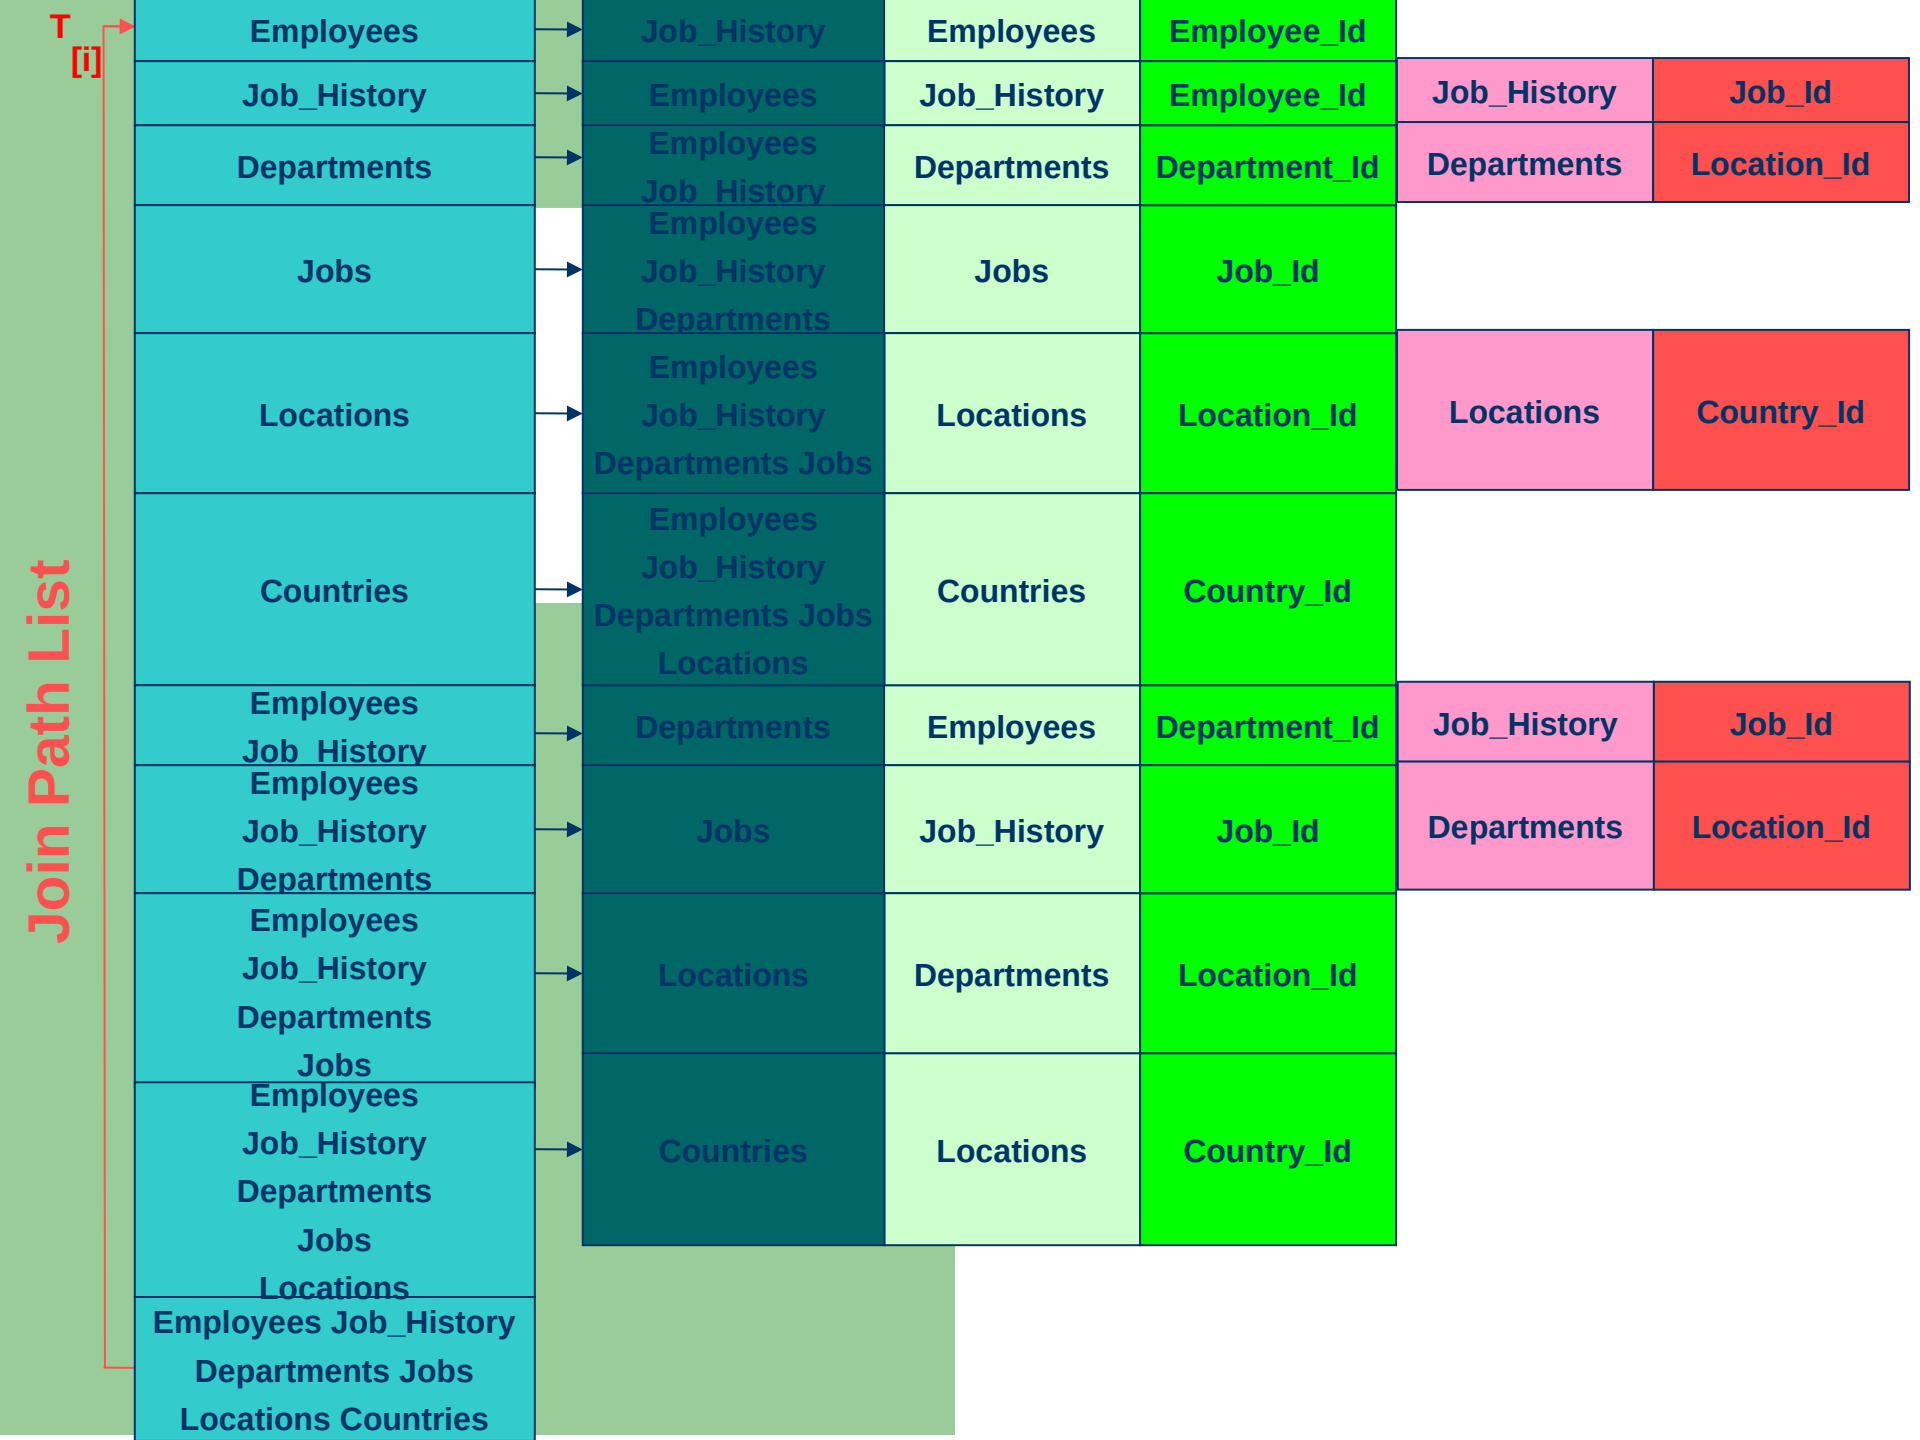 T
[i]
Join Path List
Employees
Job_History
Employees
Employee_Id
Job_History
Employees
Job_History
Employee_Id
Job_History
Job_Id
Departments
Employees
Job_History
Departments
Department_Id
Departments
Location_Id
Jobs
Employees
Job_History
Departments
Jobs
Job_Id
Locations
Employees
Job_History
Departments Jobs
Locations
Location_Id
Locations
Country_Id
Countries
Employees
Job_History
Departments Jobs
Locations
Countries
Country_Id
Employees
Job_History
Departments
Employees
Department_Id
Job_History
Job_Id
Employees
Job_History
Departments
Jobs
Job_History
Job_Id
Departments
Location_Id
Employees
Job_History
Departments
Jobs
Locations
Departments
Location_Id
Employees
Job_History
Departments
Jobs
Locations
Countries
Locations
Country_Id
Employees Job_History
Departments Jobs
Locations Countries